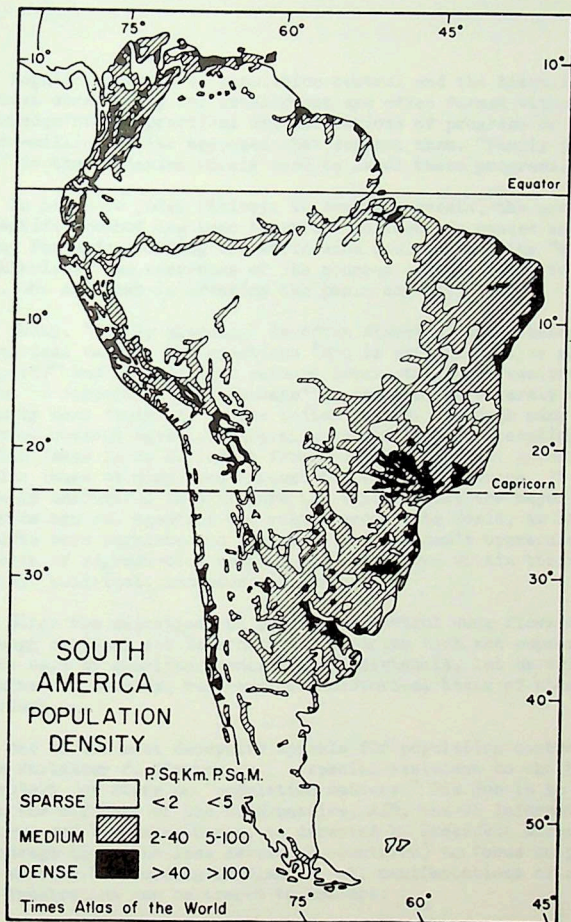 75° 60° 45°
10° 10°
Equator
10° 10°
20° 20°
Capricorn
30° 30°
40°
50°
SOUTH
AMERICA
POPULATION
DENSITY
P. Sq. Km. P. Sq. M.
SPARSE <2 <5
MEDIUM 2-40 5-100
DENSE >40 >100
Times Atlas of the World
75° 60° 45°